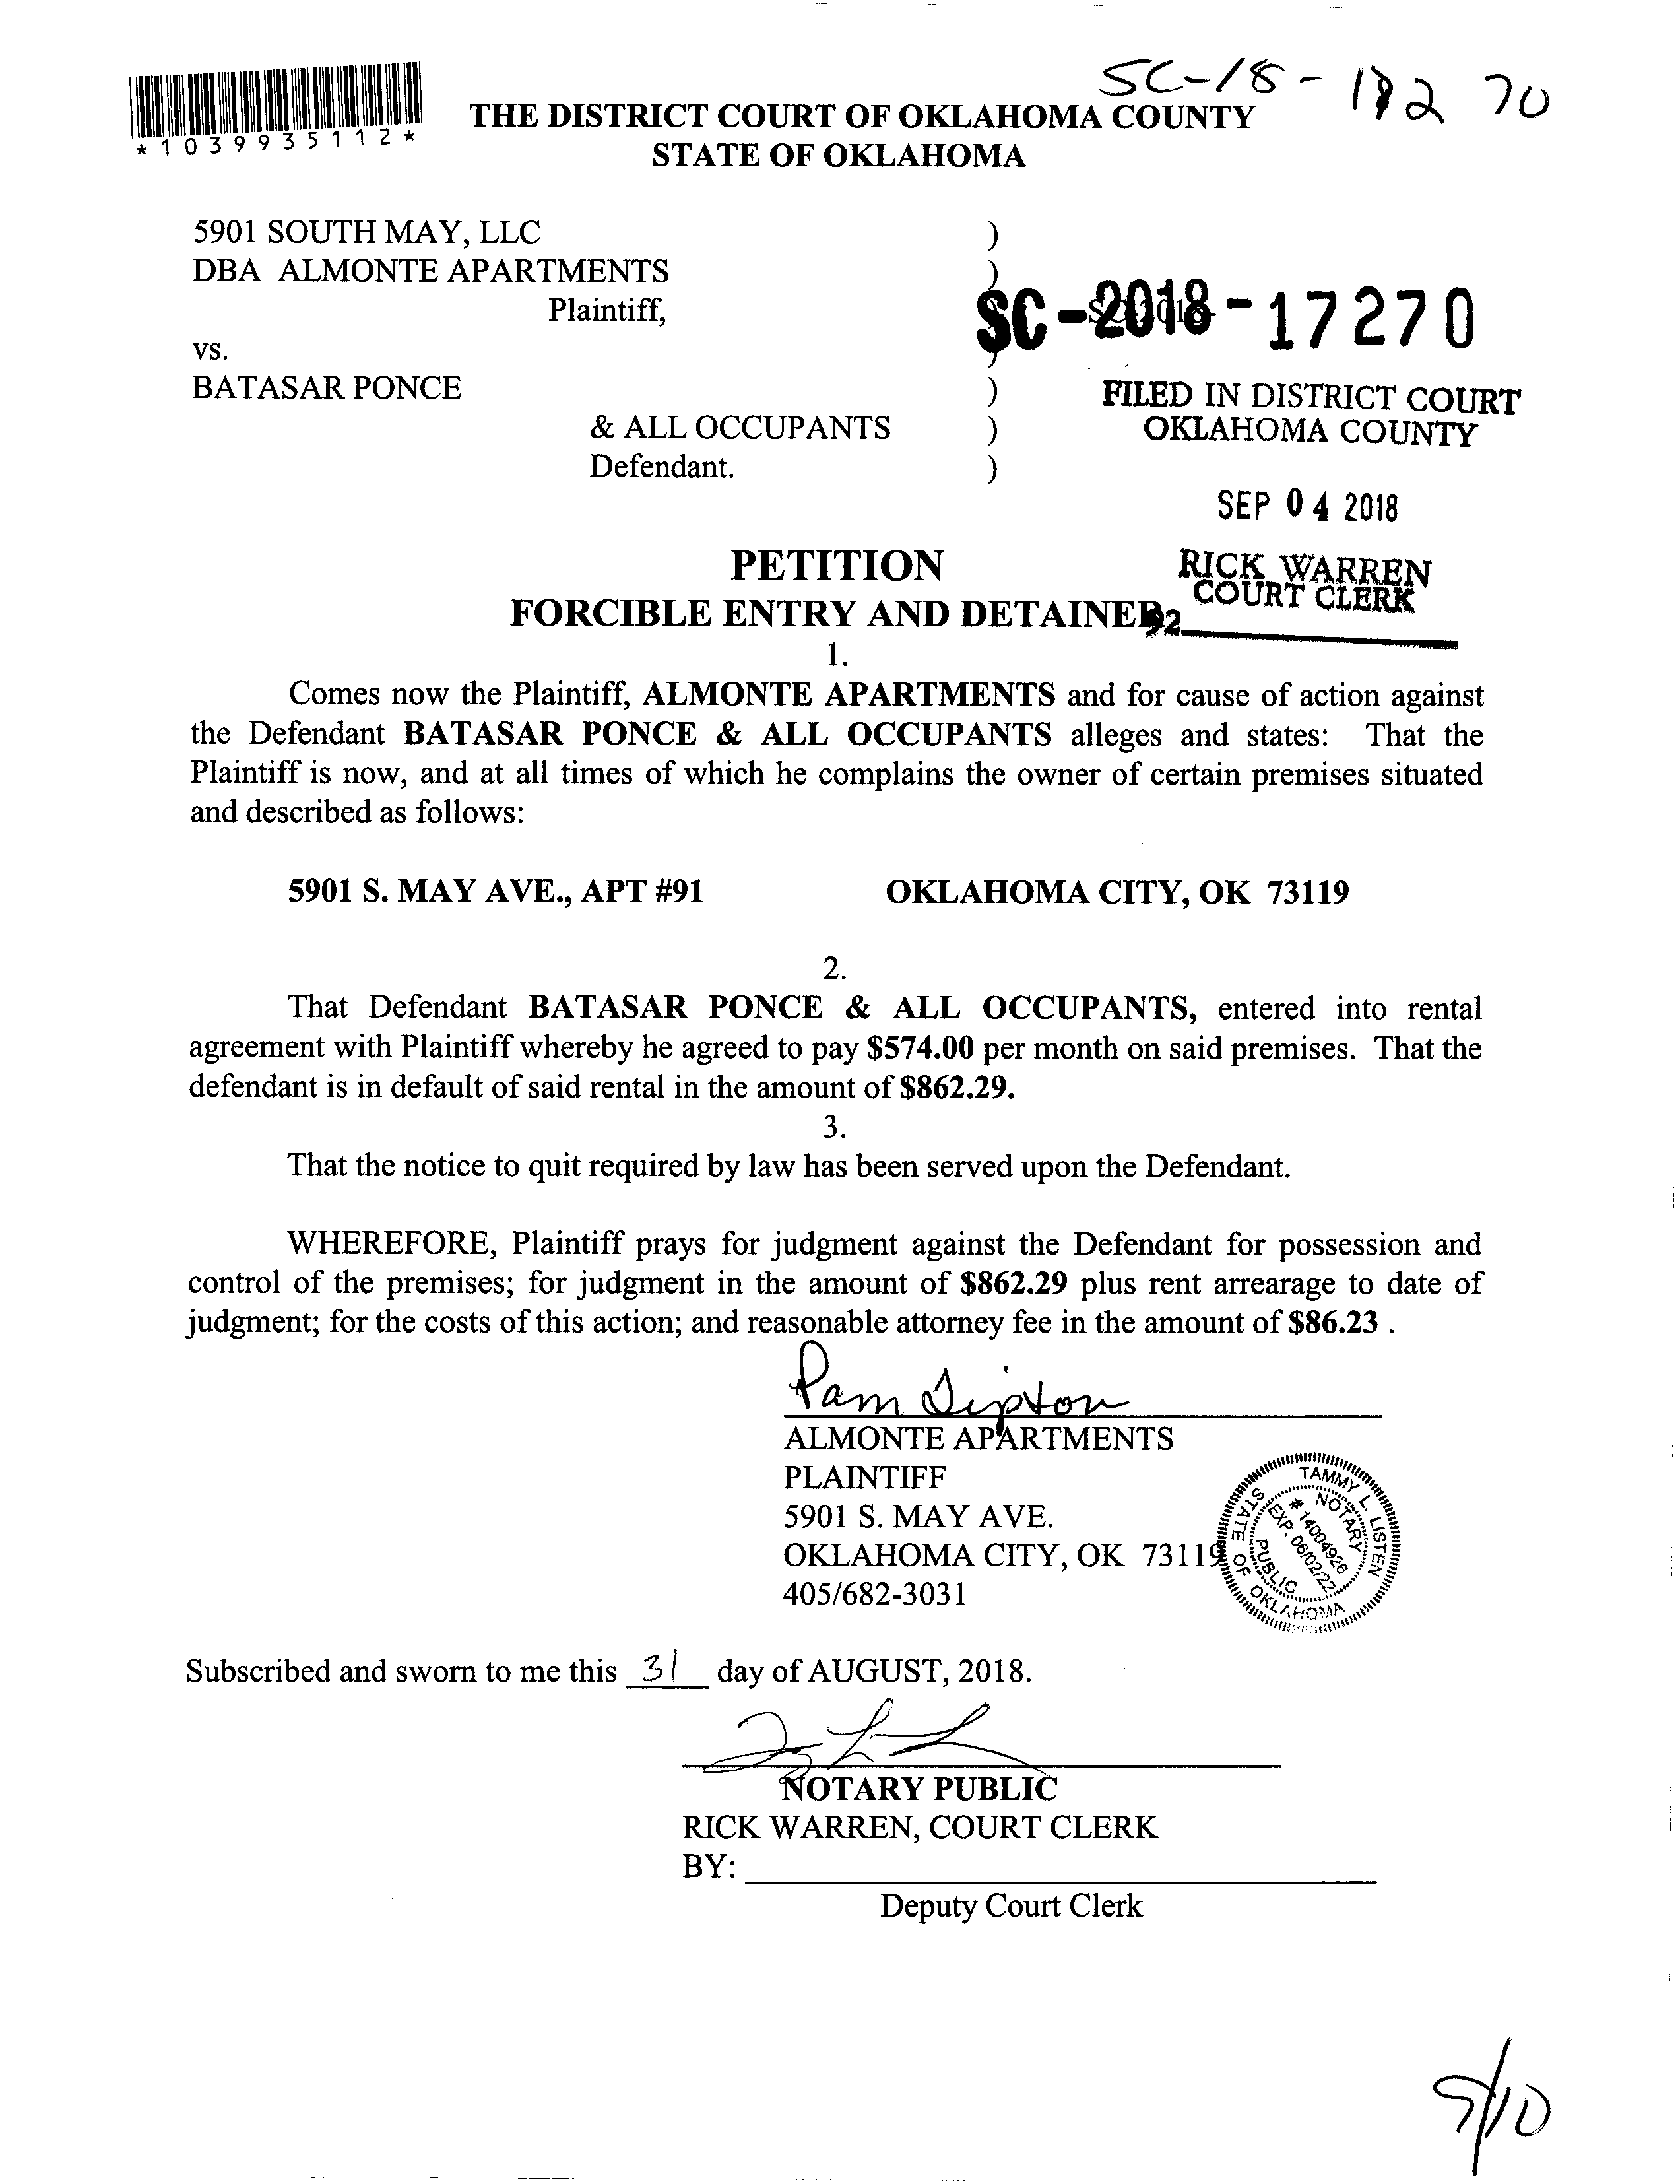 SC-18-17270
*1039935112*
THE DISTRICT COURT OF OKLAHOMA COUNTY
STATE OF OKLAHOMA
5901 SOUTH MAY, LLC )
DBA ALMONTE APARTMENTS )
Plaintiff,
SC-2018-17270
vs.
BATASAR PONCE )
FILED IN DISTRICT COURT
& ALL OCCUPANTS )
OKLAHOMA COUNTY
Defendant. )
SEP 04 2018
PETITION
RICK WARREN
COURT CLERK
FORCIBLE ENTRY AND DETAINER
1.
Comes now the Plaintiff, ALMONTE APARTMENTS and for cause of action against
the Defendant BATASAR PONCE & ALL OCCUPANTS alleges and states: That the
Plaintiff is now, and at all times of which he complains the owner of certain premises situated
and described as follows:
5901 S. MAY AVE., APT #91 OKLAHOMA CITY, OK 73119
2.
That Defendant BATASAR PONCE & ALL OCCUPANTS, entered into rental
agreement with Plaintiff whereby he agreed to pay $574.00 per month on said premises. That the
defendant is in default of said rental in the amount of $862.29.
3.
That the notice to quit required by law has been served upon the Defendant.
WHEREFORE, Plaintiff prays for judgment against the Defendant for possession and
control of the premises; for judgment in the amount of $862.29 plus rent arrearage to date of
judgment; for the costs of this action; and reasonable attorney fee in the amount of $86.23 .
Pam Tipton
ALMONTE APARTMENTS
PLAINTIFF
5901 S. MAY AVE.
OKLAHOMA CITY, OK 73119
405/682-3031
TAMMY L. LISTEN
NOTARY
# 14004926
EXP. 06/02/22
PUBLIC
STATE OF OKLAHOMA
Subscribed and sworn to me this 31 day of AUGUST, 2018.
NOTARY PUBLIC
RICK WARREN, COURT CLERK
BY:
Deputy Court Clerk
9/10